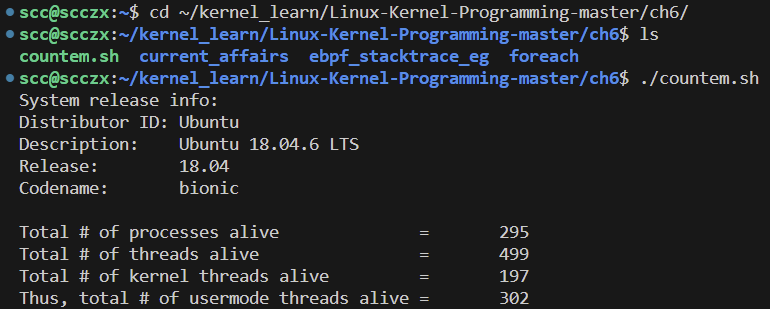 scc@scczx:~$ cd ~/kernel_learn/Linux-Kernel-Programming-master/ch6/
scc@scczx:~/kernel_learn/Linux-Kernel-Programming-master/ch6$ ls
countem.sh  current_affairs  ebpf_stacktrace_eg  foreach
scc@scczx:~/kernel_learn/Linux-Kernel-Programming-master/ch6$ ./countem.sh
System release info:
Distributor ID: Ubuntu
Description:    Ubuntu 18.04.6 LTS
Release:        18.04
Codename:       bionic
Total # of processes alive              =       295
Total # of threads alive                =       499
Total # of kernel threads alive         =       197
Thus, total # of usermode threads alive =       302